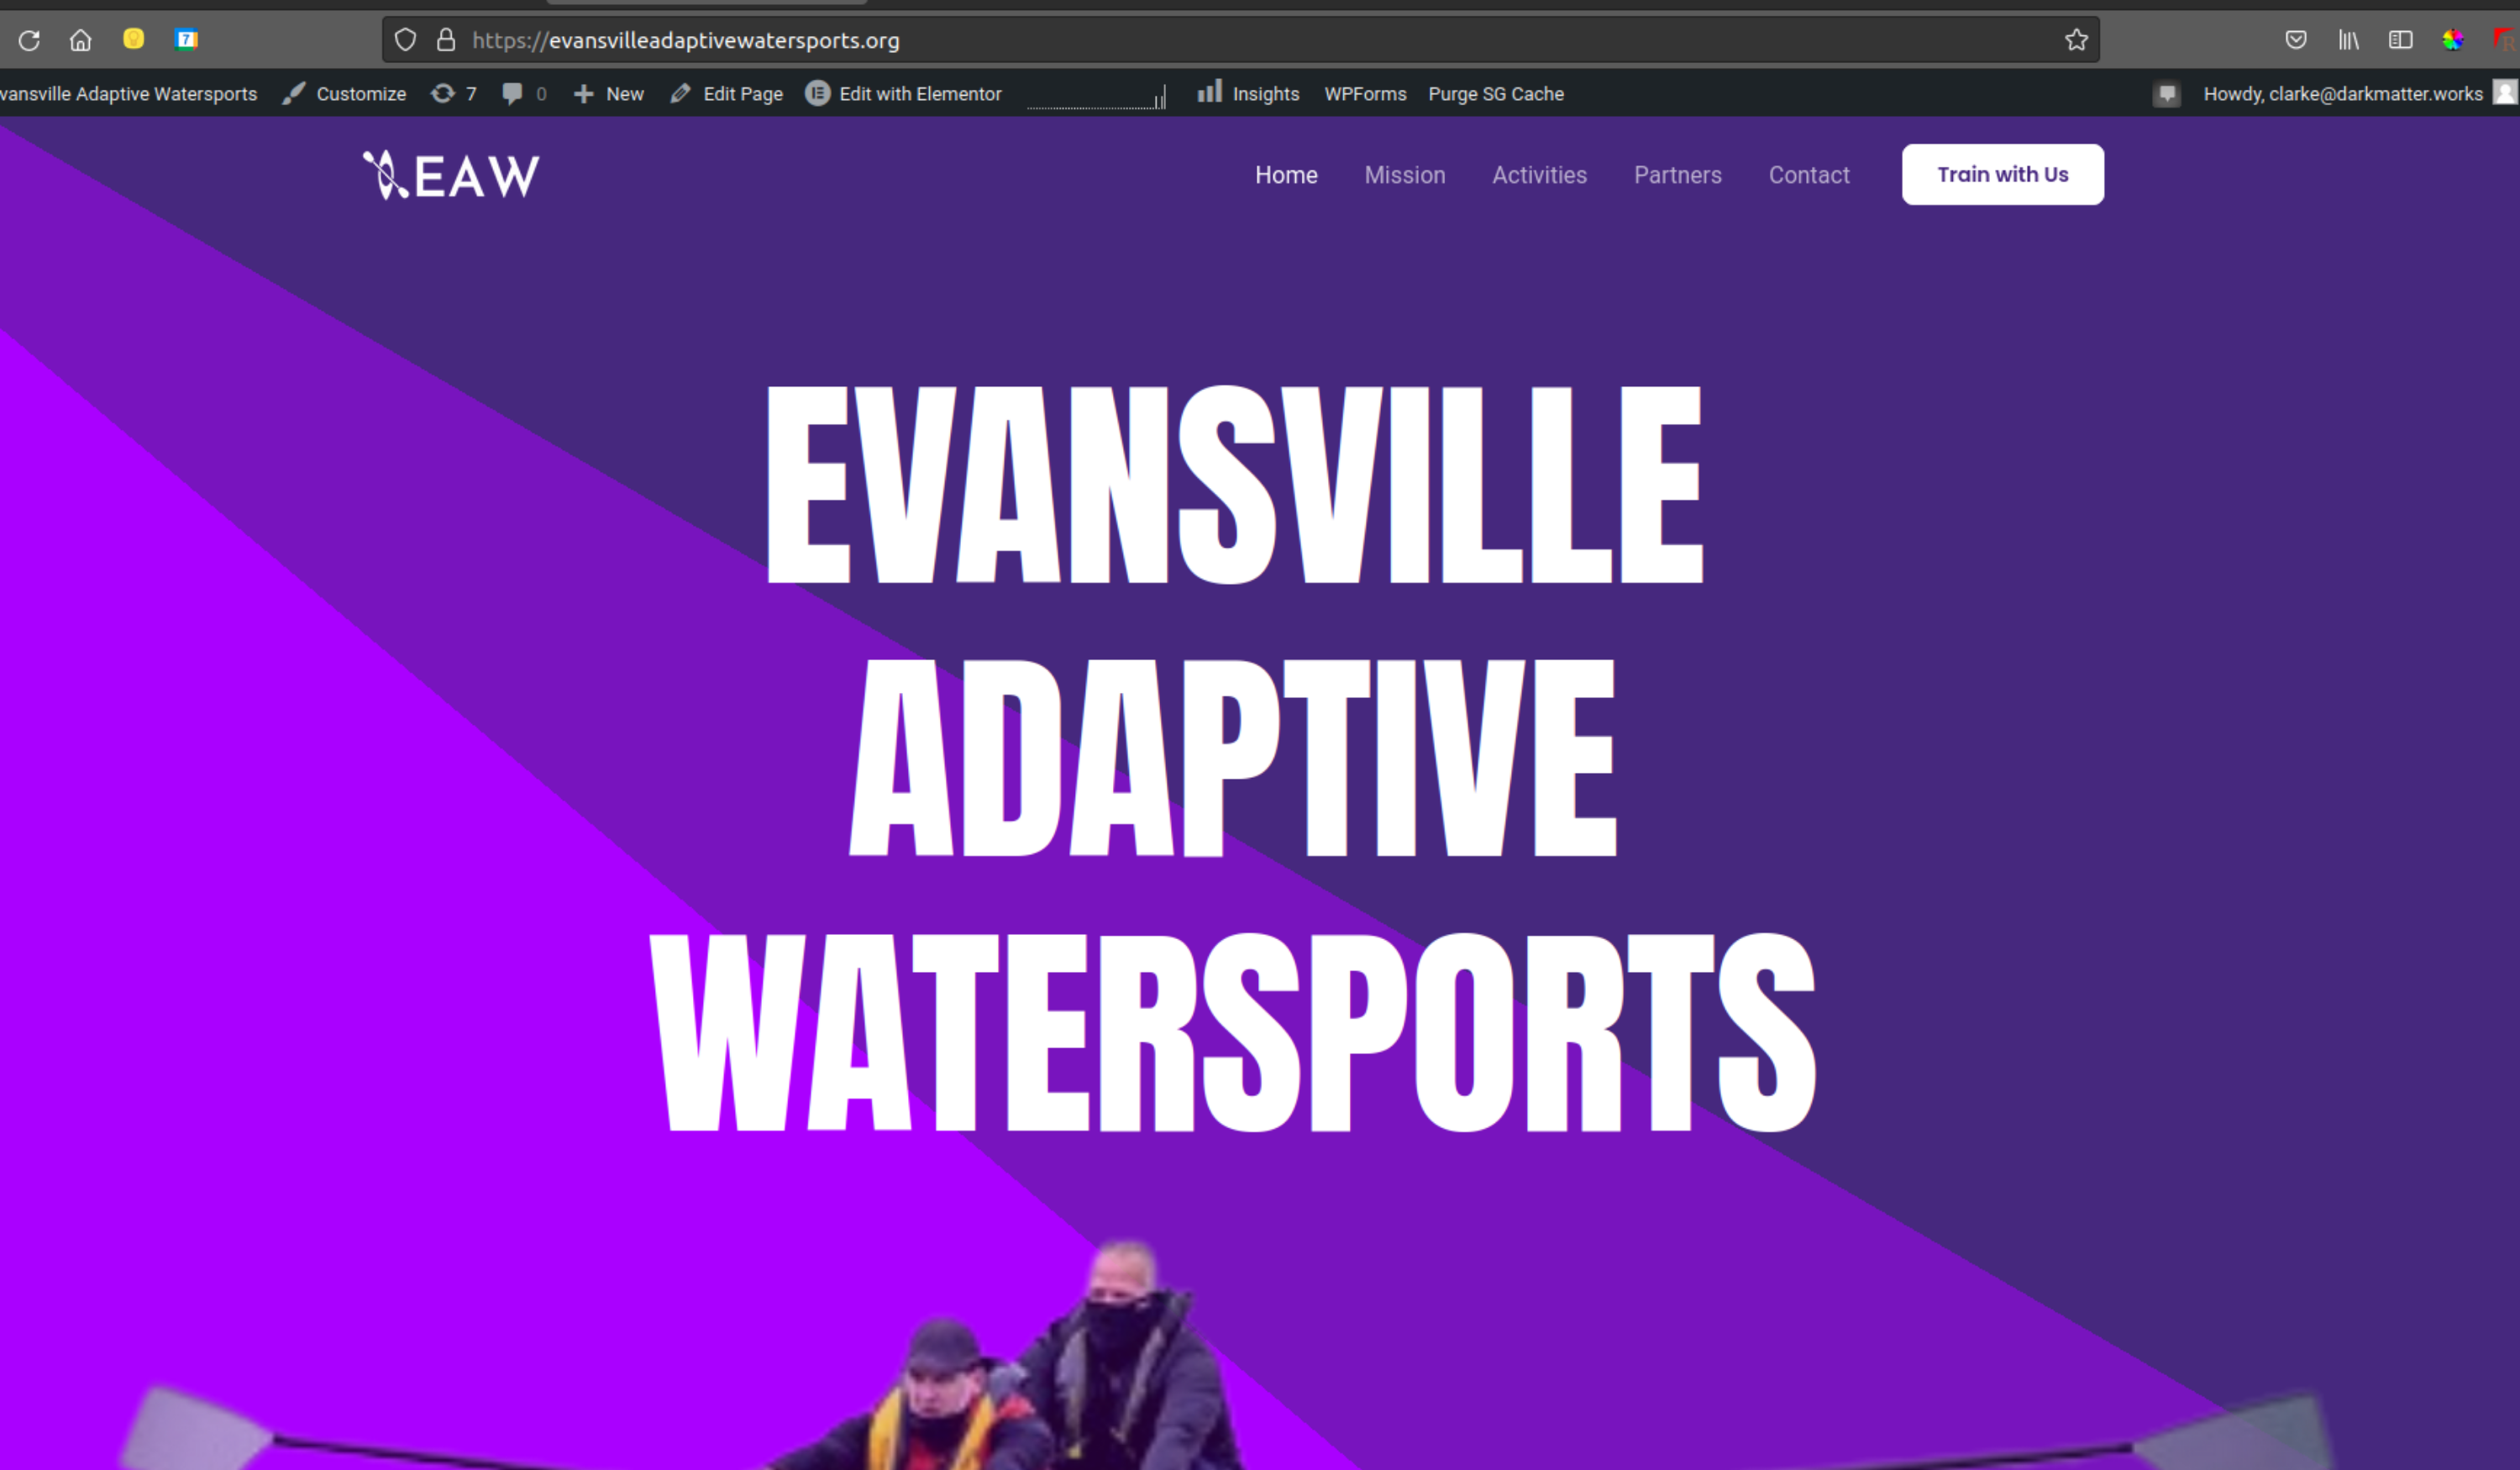 7
https://evansvilleadaptivewatersports.org
vansville Adaptive Watersports Customize 7 0 New Edit Page Edit with Elementor Insights WPForms Purge SG Cache Howdy, clarke@darkmatter.works
EAW Home Mission Activities Partners Contact Train with Us
EVANSVILLE
ADAPTIVE
WATERSPORTS